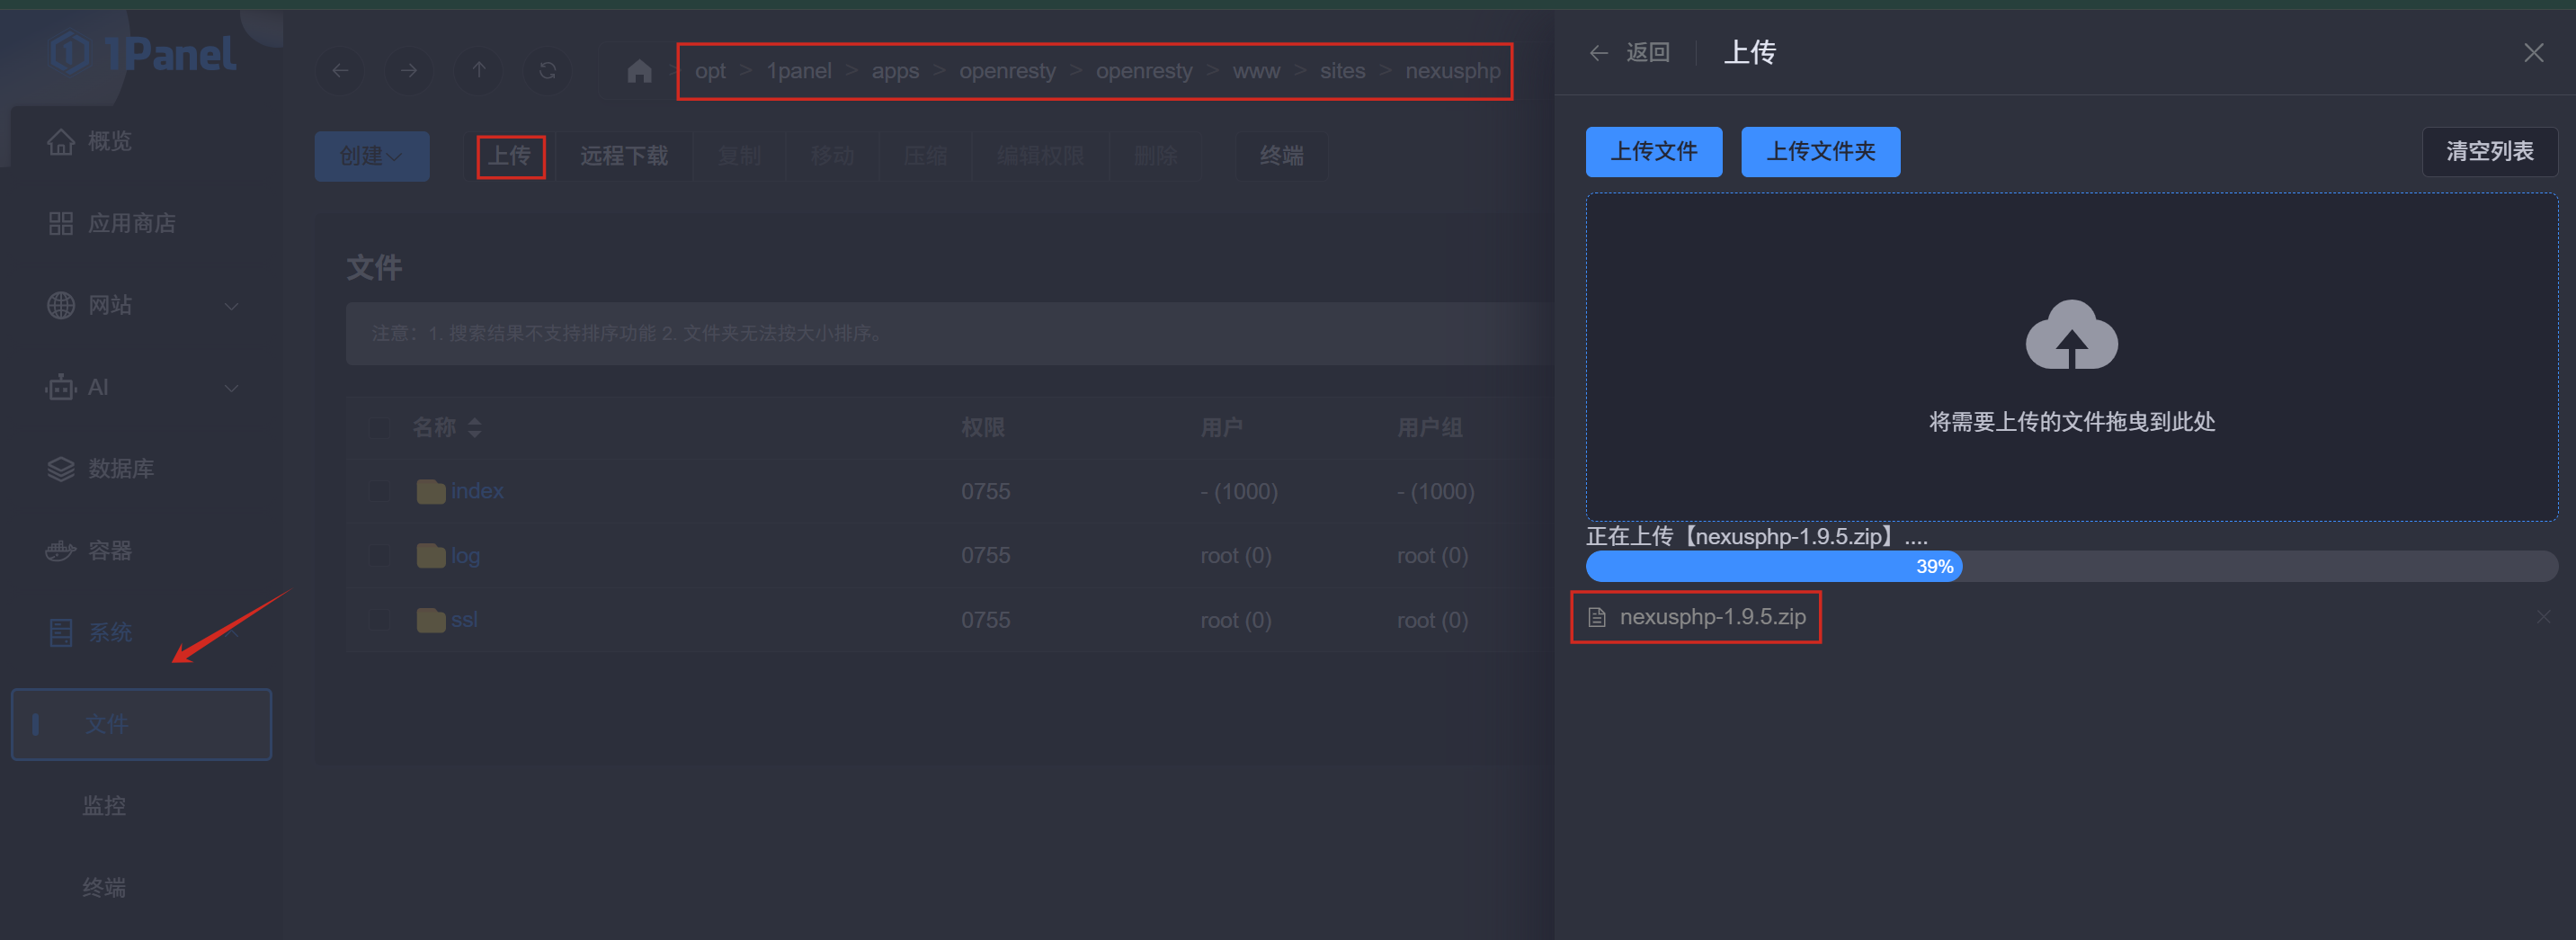 1Panel
概览
应用商店
网站
AI
数据库
容器
系统
文件
监控
终端
> opt > 1panel > apps > openresty > openresty > www > sites > nexusphp
创建 上传 远程下载 复制 移动 压缩 编辑权限 删除 终端
文件
注意：1. 搜索结果不支持排序功能 2. 文件夹无法按大小排序。
名称 权限 用户 用户组
index 0755 - (1000) - (1000)
log 0755 root (0) root (0)
ssl 0755 root (0) root (0)
返回 上传
上传文件 上传文件夹 清空列表
将需要上传的文件拖曳到此处
正在上传【nexusphp-1.9.5.zip】....
39%
nexusphp-1.9.5.zip